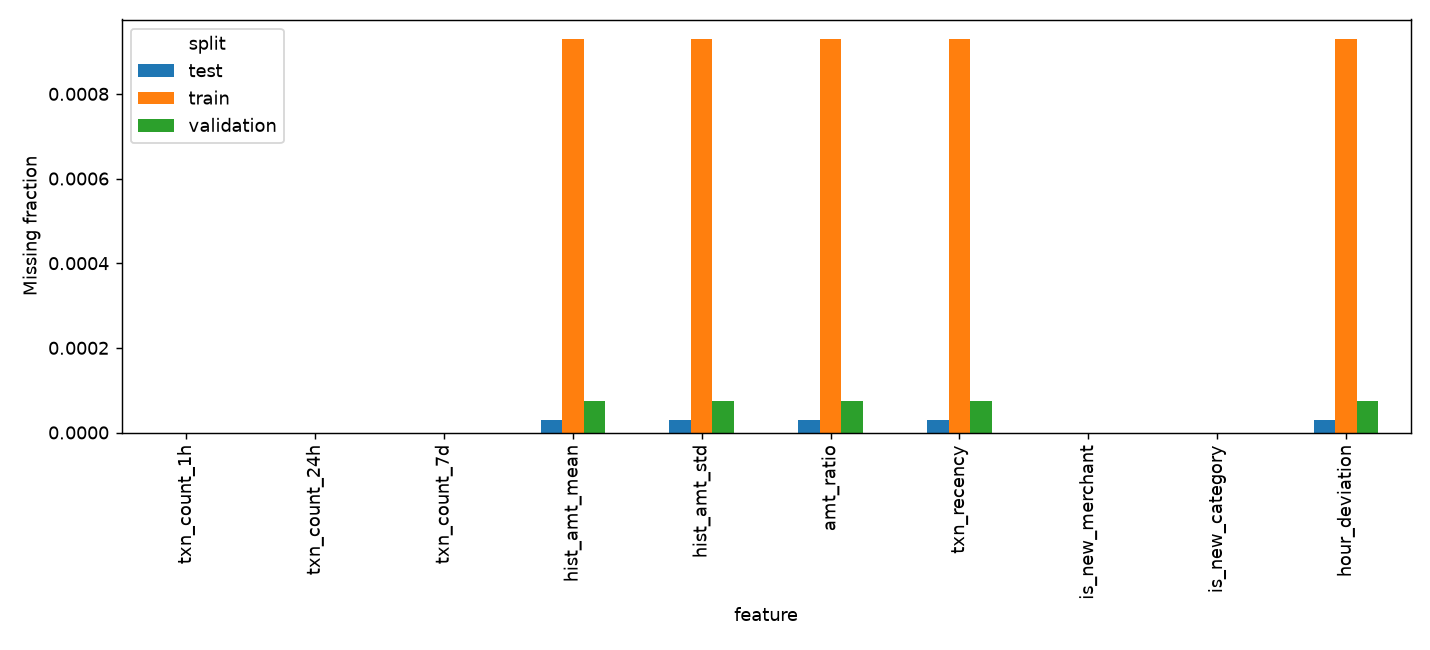 split
test
train
validation
Missing fraction
0.0008
0.0006
0.0004
0.0002
0.0000
txn_count_1h
txn_count_24h
txn_count_7d
hist_amt_mean
hist_amt_std
amt_ratio
txn_recency
is_new_merchant
is_new_category
hour_deviation
feature